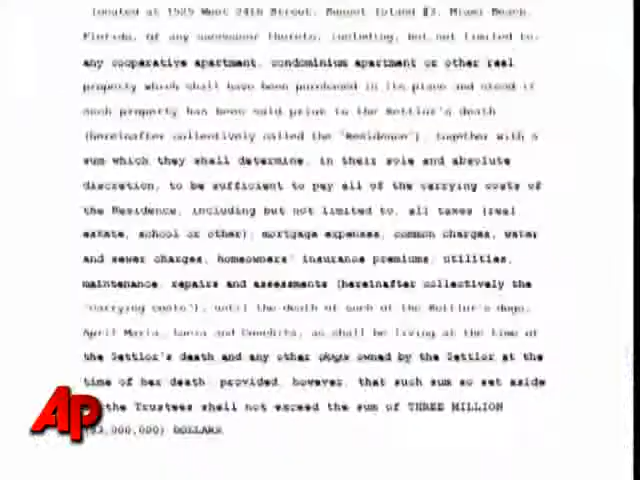 located at 1525 West 24th Street, Sunset Island #3, Miami Beach,
Florida, or any successor thereto, including, but not limited to,
any cooperative apartment, condominium apartment or other real
property which shall have been purchased in its place and stead if
such property has been sold prior to the Settlor's death
(hereinafter collectively called the "Residence"), together with a
sum which they shall determine, in their sole and absolute
discretion, to be sufficient to pay all of the carrying costs of
the Residence, including but not limited to, all taxes (real
estate, school or other), mortgage expenses, common charges, water
and sewer charges, homeowners' insurance premiums, utilities,
maintenance, repairs and assessments (hereinafter collectively the
"carrying costs"), until the death of such of the Settlor's dogs,
April Maria, and Conchita, as shall be living at the time of
the Settlor's death and any other dogs owned by the Settlor at the
time of her death, provided, however, that such sum so set aside
the Trustees shall not exceed the sum of THREE MILLION
($3,000,000) DOLLARS
AP